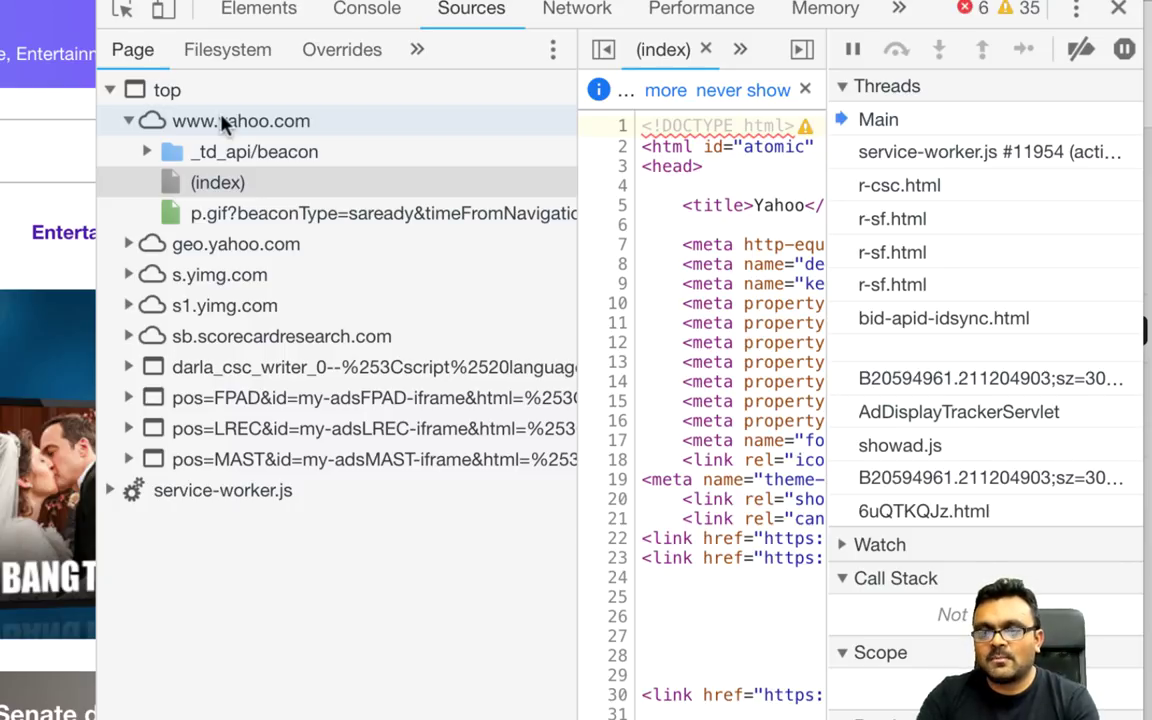 Elements Console Sources Network Performance Memory » 6 35
e, Entertainm
Page Filesystem Overrides »
(index) × »
top
www.yahoo.com
_td_api/beacon
(index)
p.gif?beaconType=saready&timeFromNavigatio
Enterta
geo.yahoo.com
s.yimg.com
s1.yimg.com
sb.scorecardresearch.com
darla_csc_writer_0--%253Cscript%2520language
pos=FPAD&id=my-adsFPAD-iframe&html=%253C
pos=LREC&id=my-adsLREC-iframe&html=%253
pos=MAST&id=my-adsMAST-iframe&html=%253
service-worker.js
BANG T
Senate d
... more never show ×
1 <!DOCTYPE html>
2 <html id="atomic"
3 <head>
4
5 <title>Yahoo</
6
7 <meta http-equ
8 <meta name="de
9 <meta name="ke
10 <meta property
11 <meta property
12 <meta property
13 <meta property
14 <meta property
15 <meta property
16 <meta property
17 <meta name="fo
18 <link rel="ico
19 <meta name="theme-
20 <link rel="sho
21 <link rel="can
22 <link href="https:
23 <link href="https:
24
25
26
27
28
29
30 <link href="https:
31
Threads
Main
service-worker.js #11954 (acti...
r-csc.html
r-sf.html
r-sf.html
r-sf.html
bid-apid-idsync.html
B20594961.211204903;sz=30...
AdDisplayTrackerServlet
showad.js
B20594961.211204903;sz=30...
6uQTKQJz.html
Watch
Call Stack
Not
Scope